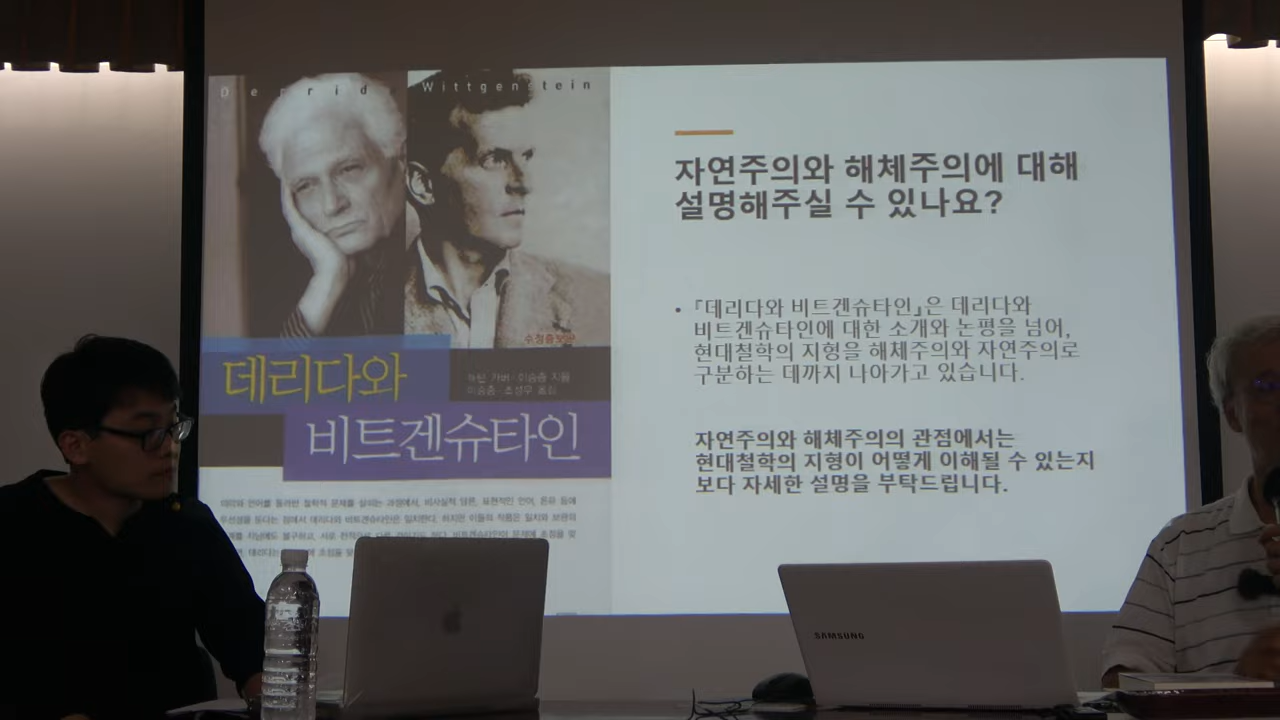 Derrida Wittgenstein
수정증보판
데리다와
뉴턴 가버 · 이승종 지음
이승종 · 조성우 옮김
비트겐슈타인
자연주의와 해체주의에 대해
설명해주실 수 있나요?
• 『데리다와 비트겐슈타인』은 데리다와
비트겐슈타인에 대한 소개와 논평을 넘어,
현대철학의 지형을 해체주의와 자연주의로
구분하는 데까지 나아가고 있습니다.
자연주의와 해체주의의 관점에서는
현대철학의 지형이 어떻게 이해될 수 있는지
보다 자세한 설명을 부탁드립니다.
SAMSUNG